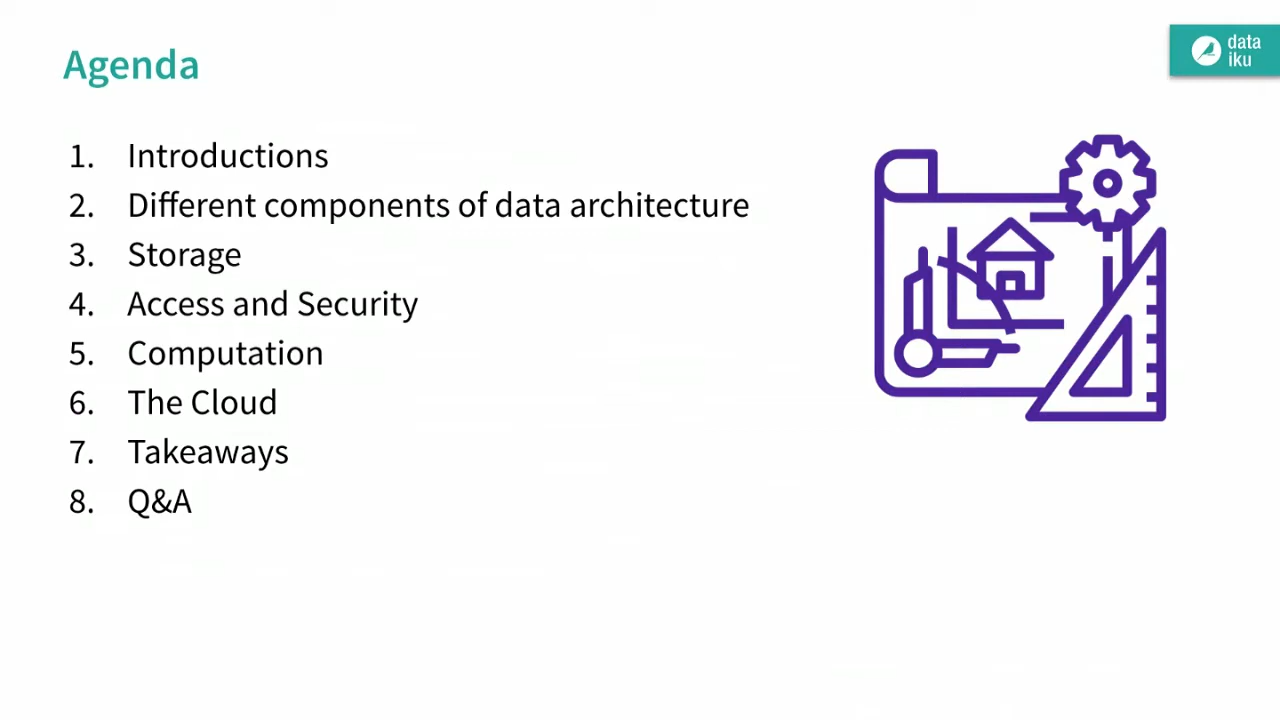 Agenda
data
iku
1. Introductions
2. Different components of data architecture
3. Storage
4. Access and Security
5. Computation
6. The Cloud
7. Takeaways
8. Q&A